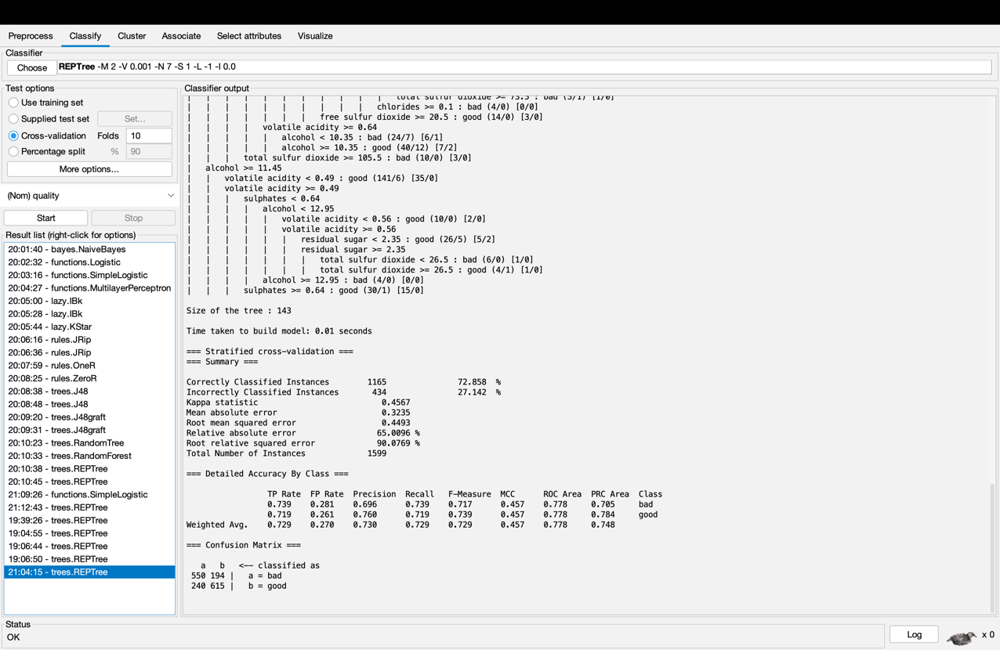 Preprocess Classify Cluster Associate Select attributes Visualize
Classifier
Choose REPTree -M 2 -V 0.001 -N 7 -S 1 -L -1 -I 0.0
Test options
Use training set
Supplied test set Set...
Cross-validation Folds 10
Percentage split % 90
More options...
(Nom) quality
Start Stop
Result list (right-click for options)
20:01:40 - bayes.NaiveBayes
20:02:32 - functions.Logistic
20:03:16 - functions.SimpleLogistic
20:04:27 - functions.MultilayerPerceptron
20:05:00 - lazy.IBk
20:05:28 - lazy.IBk
20:05:44 - lazy.KStar
20:06:16 - rules.JRip
20:06:36 - rules.JRip
20:07:59 - rules.OneR
20:08:25 - rules.ZeroR
20:08:38 - trees.J48
20:08:48 - trees.J48
20:09:20 - trees.J48graft
20:09:31 - trees.J48graft
20:10:23 - trees.RandomTree
20:10:33 - trees.RandomForest
20:10:38 - trees.REPTree
20:10:45 - trees.REPTree
21:09:26 - functions.SimpleLogistic
21:12:43 - trees.REPTree
19:39:26 - trees.REPTree
19:04:55 - trees.REPTree
19:06:44 - trees.REPTree
19:06:50 - trees.REPTree
21:04:15 - trees.REPTree
Classifier output
| | | | | | | | | | | total sulfur dioxide >= 73.5 : bad (5/1) [1/0]
| | | | | | | | | | chlorides >= 0.1 : bad (4/0) [0/0]
| | | | | | | free sulfur dioxide >= 20.5 : good (14/0) [3/0]
| | | | volatile acidity >= 0.64
| | | | | alcohol < 10.35 : bad (24/7) [6/1]
| | | | | alcohol >= 10.35 : good (40/12) [7/2]
| | | total sulfur dioxide >= 105.5 : bad (10/0) [3/0]
| alcohol >= 11.45
| | volatile acidity < 0.49 : good (141/6) [35/0]
| | volatile acidity >= 0.49
| | | sulphates < 0.64
| | | | alcohol < 12.95
| | | | | volatile acidity < 0.56 : good (10/0) [2/0]
| | | | | volatile acidity >= 0.56
| | | | | | residual sugar < 2.35 : good (26/5) [5/2]
| | | | | | residual sugar >= 2.35
| | | | | | | total sulfur dioxide < 26.5 : bad (6/0) [1/0]
| | | | | | | total sulfur dioxide >= 26.5 : good (4/1) [1/0]
| | | | alcohol >= 12.95 : bad (4/0) [0/0]
| | | sulphates >= 0.64 : good (30/1) [15/0]
Size of the tree : 143
Time taken to build model: 0.01 seconds
=== Stratified cross-validation ===
=== Summary ===
Correctly Classified Instances 1165 72.858 %
Incorrectly Classified Instances 434 27.142 %
Kappa statistic 0.4567
Mean absolute error 0.3235
Root mean squared error 0.4493
Relative absolute error 65.0096 %
Root relative squared error 90.0769 %
Total Number of Instances 1599
=== Detailed Accuracy By Class ===
TP Rate FP Rate Precision Recall F-Measure MCC ROC Area PRC Area Class
0.739 0.281 0.696 0.739 0.717 0.457 0.778 0.705 bad
0.719 0.261 0.760 0.719 0.739 0.457 0.778 0.784 good
Weighted Avg. 0.729 0.270 0.730 0.729 0.729 0.457 0.778 0.748
=== Confusion Matrix ===
a b <-- classified as
550 194 | a = bad
240 615 | b = good
Status
OK
Log x 0